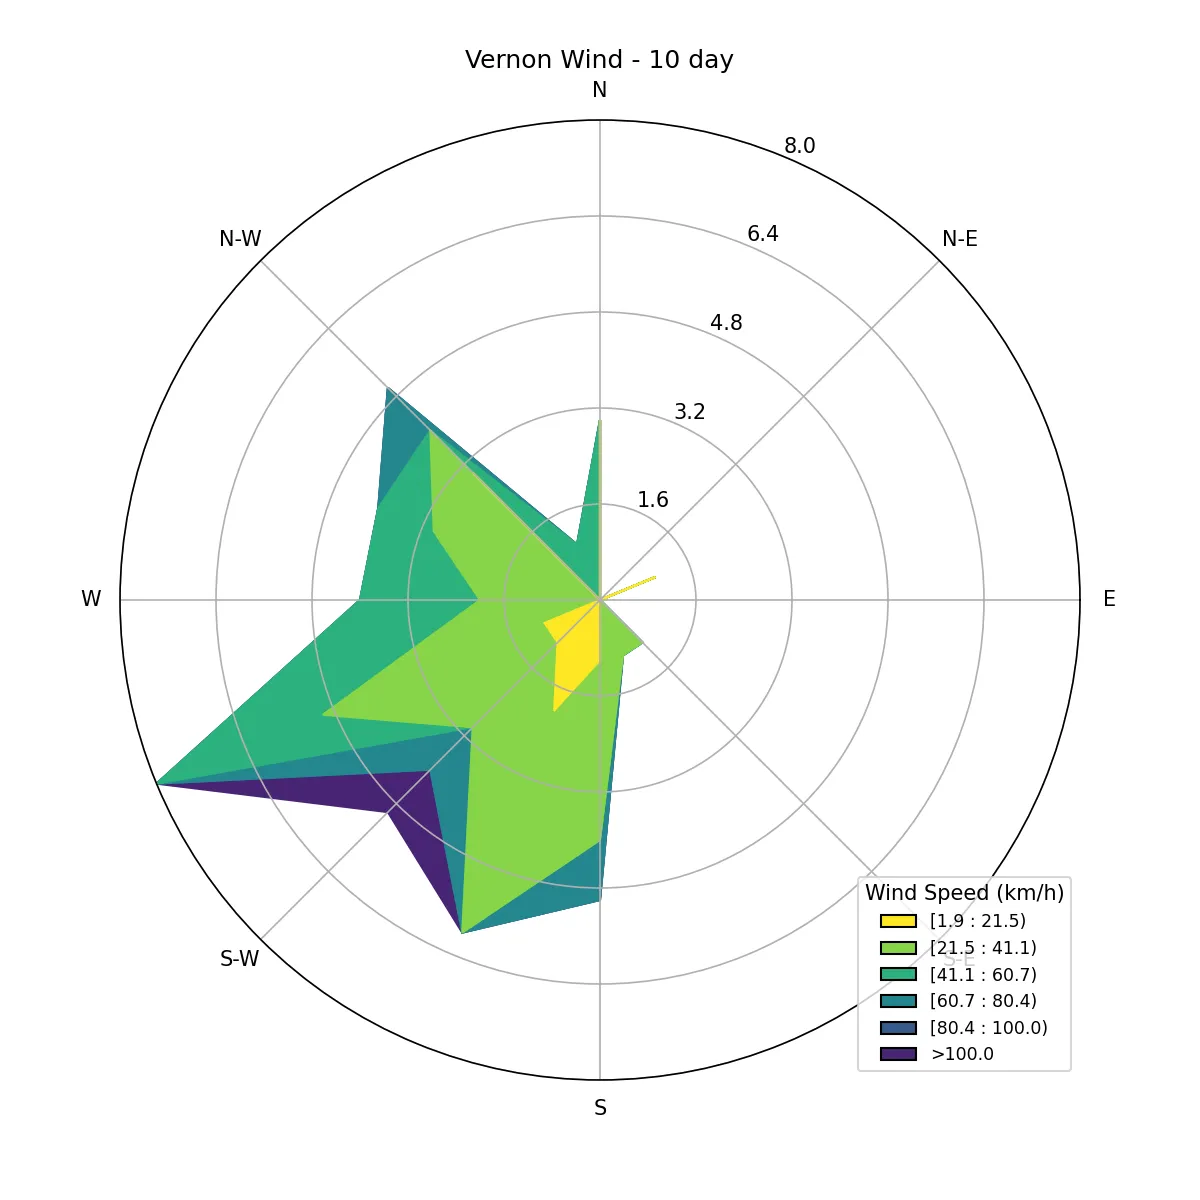 Vernon Wind - 10 day
N
8.0
N-W
N-E
6.4
4.8
3.2
1.6
W
E
Wind Speed (km/h)
[1.9 : 21.5)
[21.5 : 41.1)
[41.1 : 60.7)
[60.7 : 80.4)
[80.4 : 100.0)
>100.0
S-W
S-E
S